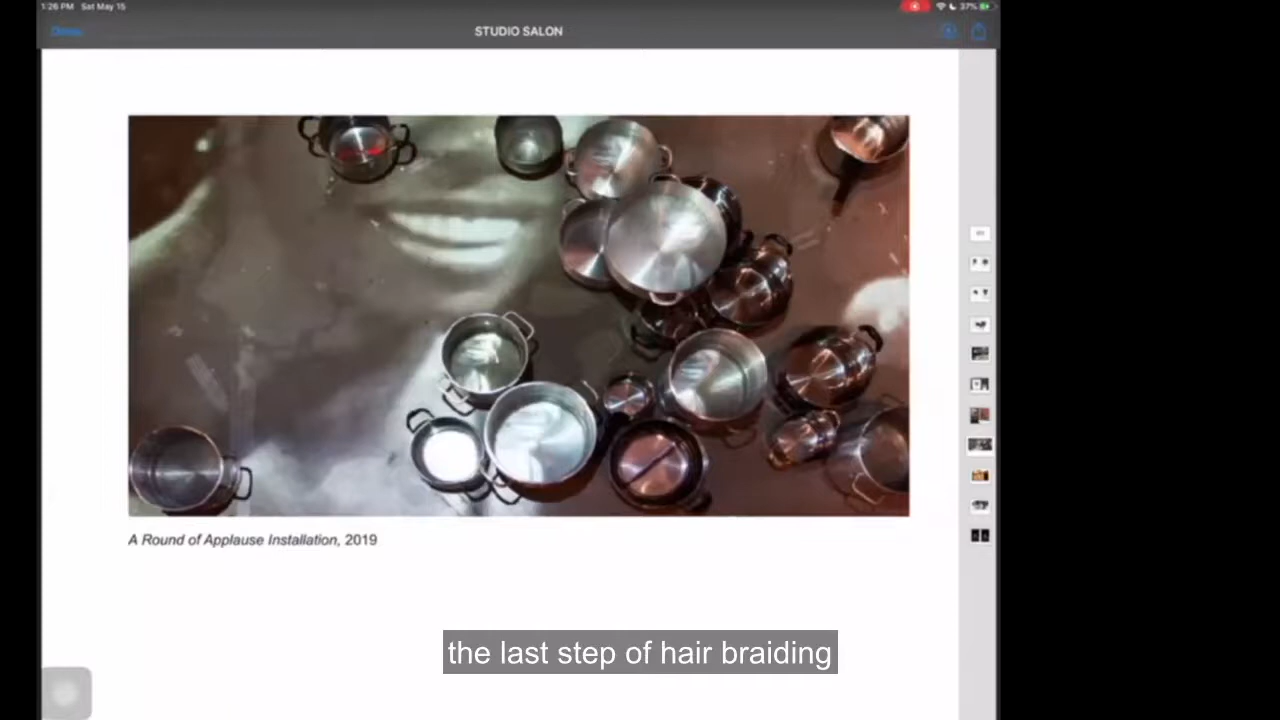 1:26 PM Sat May 15
37%
Done
STUDIO SALON
A Round of Applause Installation, 2019
the last step of hair braiding